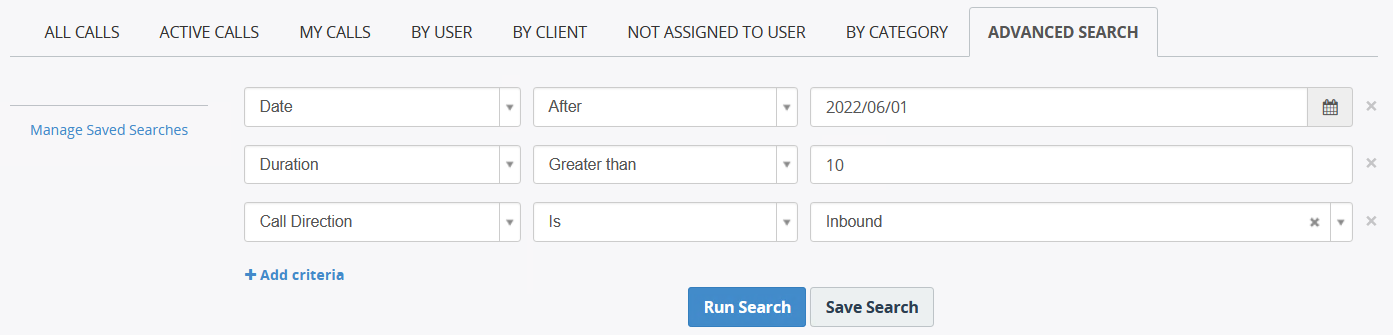 ALL CALLS ACTIVE CALLS MY CALLS BY USER BY CLIENT NOT ASSIGNED TO USER BY CATEGORY ADVANCED SEARCH
Manage Saved Searches
Date After 2022/06/01
Duration Greater than 10
Call Direction Is Inbound
+ Add criteria
Run Search Save Search